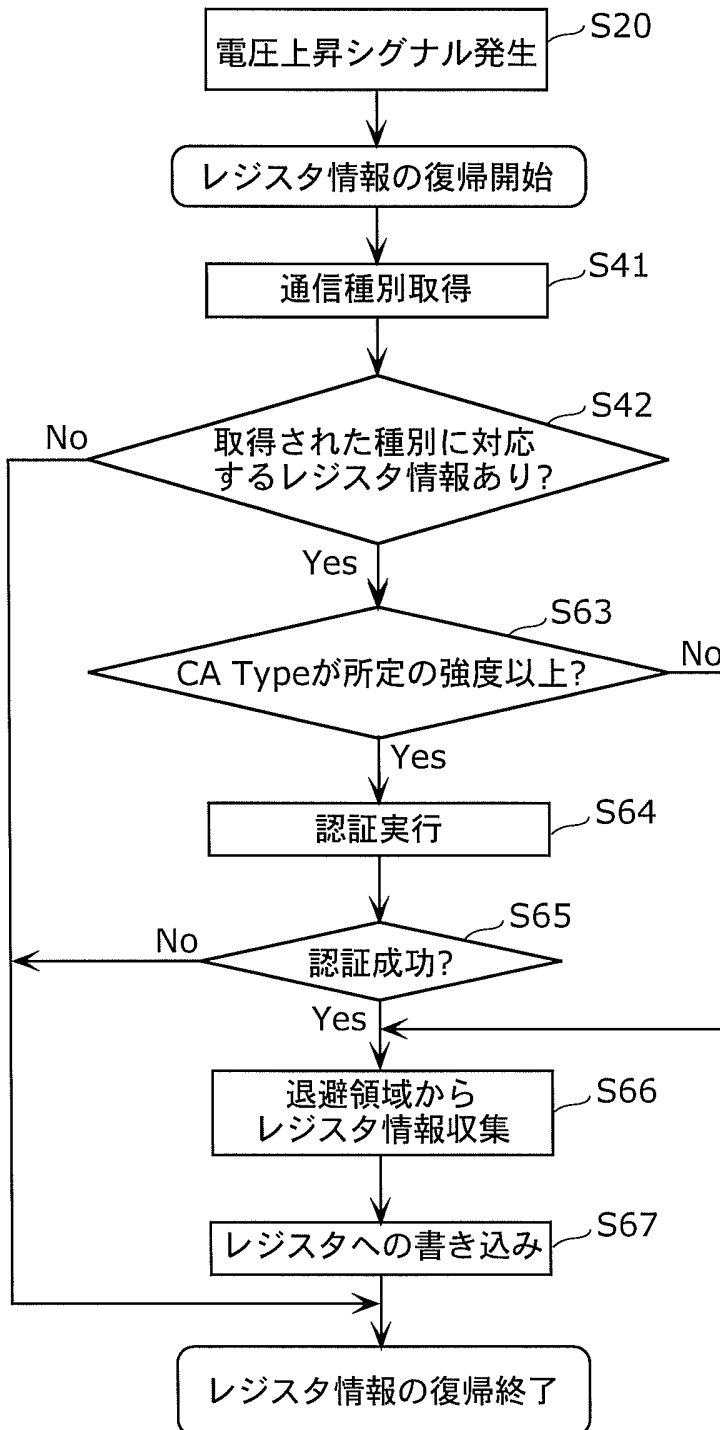 電圧上昇シグナル発生
S20
レジスタ情報の復帰開始
通信種別取得
S41
取得された種別に対応
するレジスタ情報あり?
S42
No
Yes
CA Typeが所定の強度以上?
S63
No
Yes
認証実行
S64
認証成功?
S65
No
Yes
退避領域から
レジスタ情報収集
S66
レジスタへの書き込み
S67
レジスタ情報の復帰終了